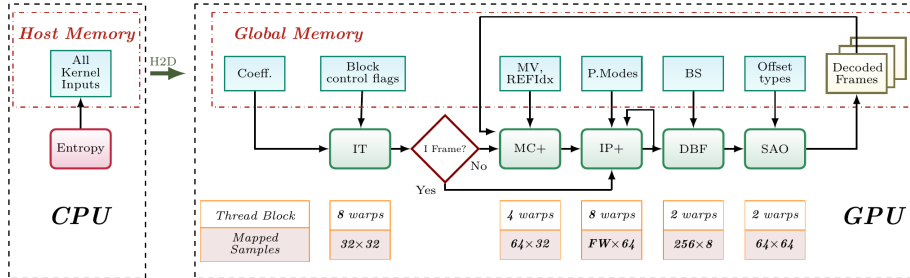 Host Memory
All
Kernel
Inputs
Entropy
CPU
H2D
Global Memory
Coeff.
Block
control flags
MV,
REFIdx
P.Modes
BS
Offset
types
Decoded
Frames
IT
I Frame?
No
Yes
MC+
IP+
DBF
SAO
GPU
Thread Block
8 warps
4 warps
8 warps
2 warps
2 warps
Mapped
Samples
32×32
64×32
FW×64
256×8
64×64